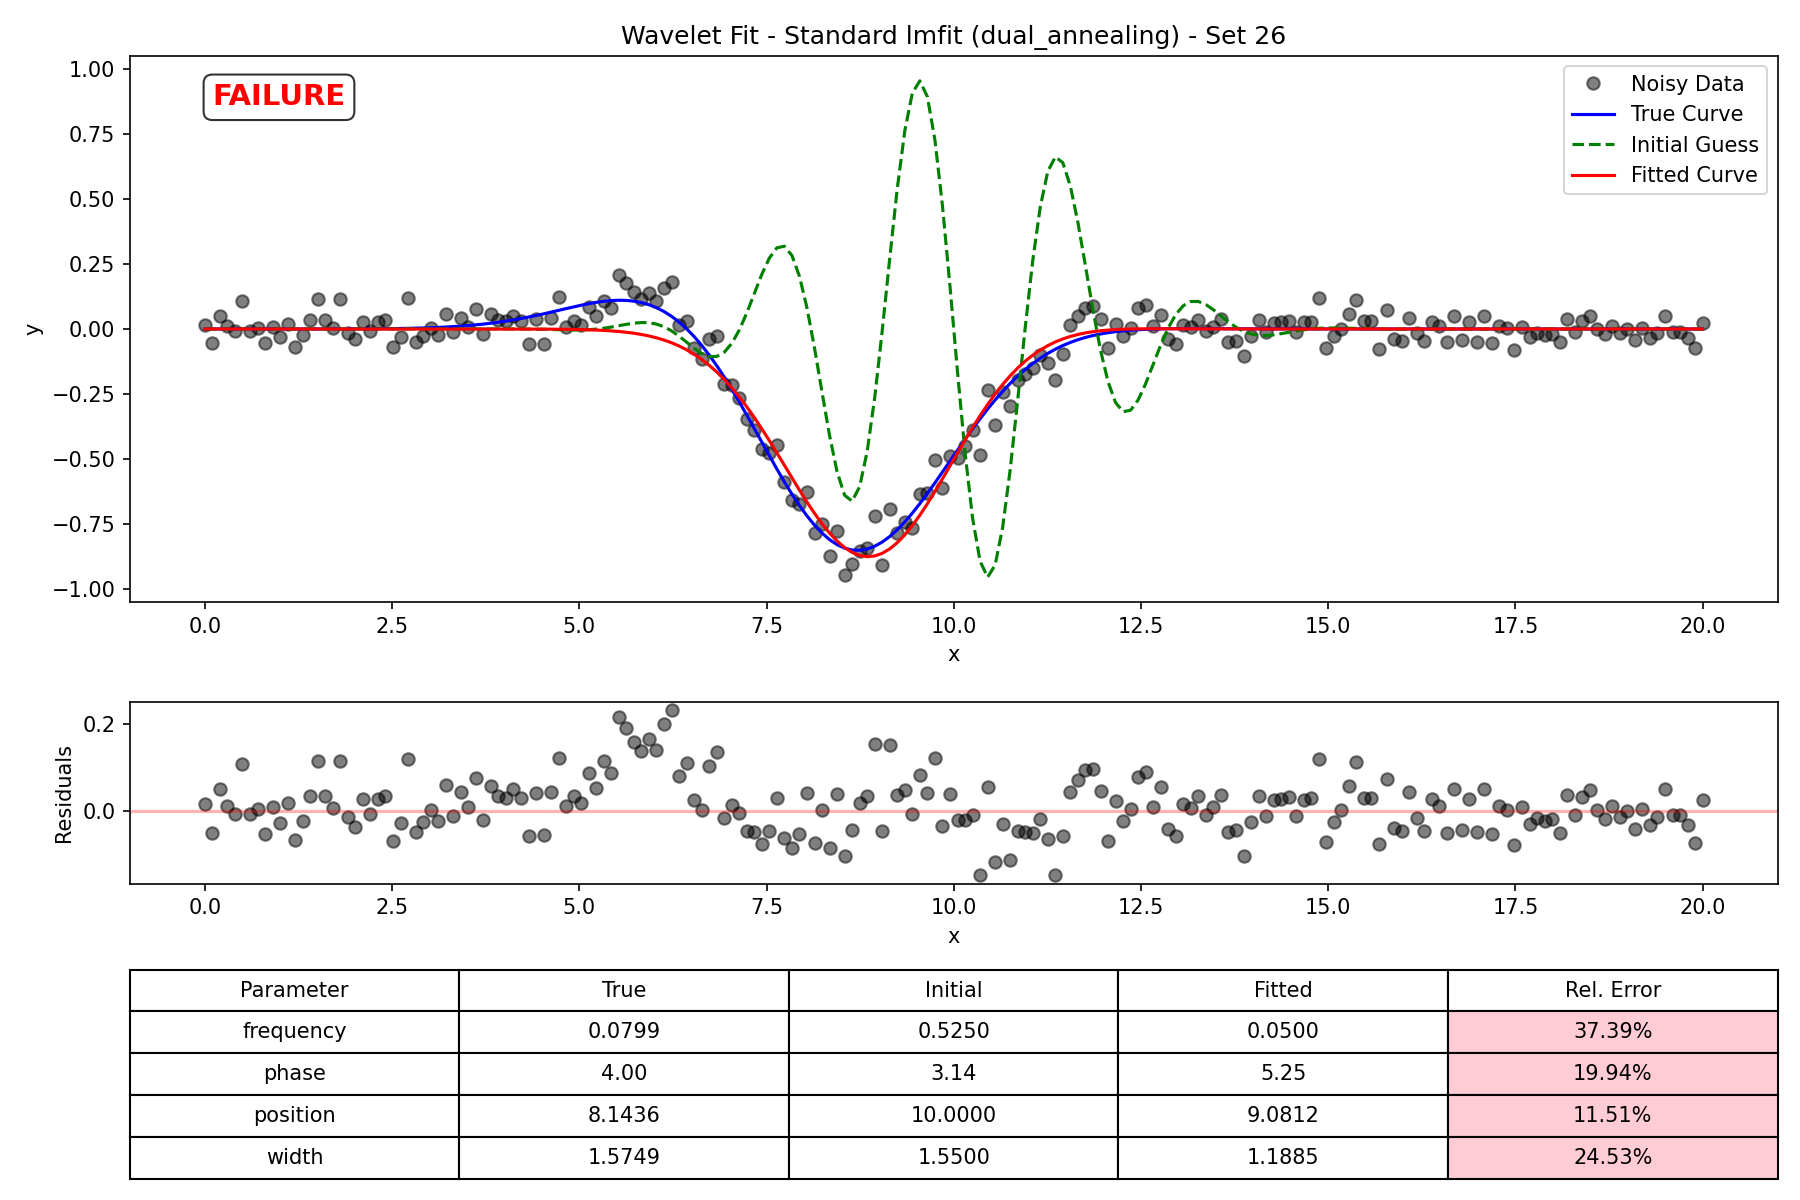 Wavelet Fit - Standard lmfit (dual_annealing) - Set 26
FAILURE
Noisy Data
True Curve
Initial Guess
Fitted Curve
1.00
0.75
0.50
0.25
0.00
−0.25
−0.50
−0.75
−1.00
y
0.0 2.5 5.0 7.5 10.0 12.5 15.0 17.5 20.0
x
0.2
0.0
Residuals
0.0 2.5 5.0 7.5 10.0 12.5 15.0 17.5 20.0
x
Parameter True Initial Fitted Rel. Error
frequency 0.0799 0.5250 0.0500 37.39%
phase 4.00 3.14 5.25 19.94%
position 8.1436 10.0000 9.0812 11.51%
width 1.5749 1.5500 1.1885 24.53%